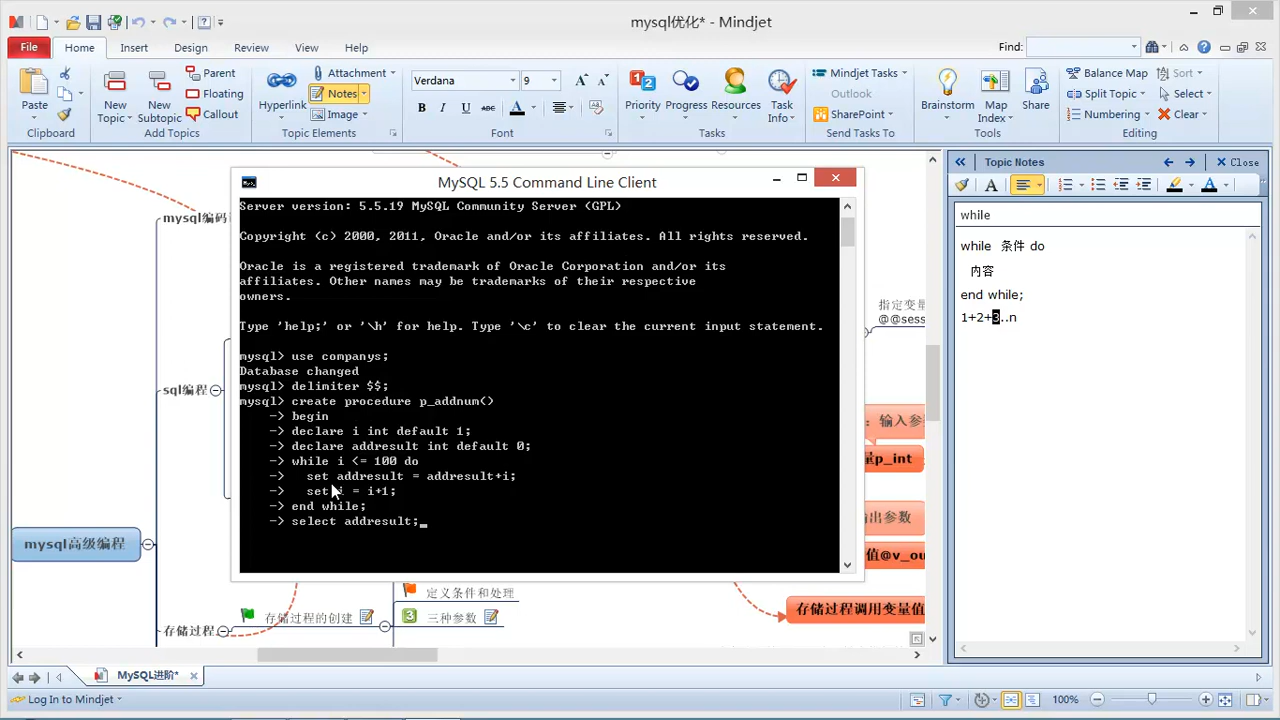 mysql优化* - Mindjet
File
Home
Insert
Design
Review
View
Help
Find:
Paste
Clipboard
New Topic
New Subtopic
Parent
Floating
Callout
Add Topics
Hyperlink
Attachment
Notes
Image
Topic Elements
Verdana
9
B I U abc A
Font
Priority
Progress
Resources
Task Info
Tasks
Mindjet Tasks
Outlook
SharePoint
Send Tasks To
Brainstorm
Map Index
Share
Tools
Balance Map
Split Topic
Numbering
Sort
Select
Clear
Editing
mysql编码
sql编程
mysql高级编程
存储过程
存储过程的创建
定义条件和处理
三种参数
MySQL 5.5 Command Line Client
Server version: 5.5.19 MySQL Community Server (GPL)
Copyright (c) 2000, 2011, Oracle and/or its affiliates. All rights reserved.
Oracle is a registered trademark of Oracle Corporation and/or its
affiliates. Other names may be trademarks of their respective
owners.
Type 'help;' or '\h' for help. Type '\c' to clear the current input statement.
mysql> use companys;
Database changed
mysql> delimiter $$;
mysql> create procedure p_addnum()
-> begin
-> declare i int default 1;
-> declare addresult int default 0;
-> while i <= 100 do
-> set addresult = addresult+i;
-> set i = i+1;
-> end while;
-> select addresult;_
指定变量
@@sess
：输入参
量p_int
出参数
值@v_ou
存储过程调用变量值
Topic Notes
Close
while
while 条件 do
内容
end while;
1+2+3..n
MySQL进阶*
Log In to Mindjet
100%